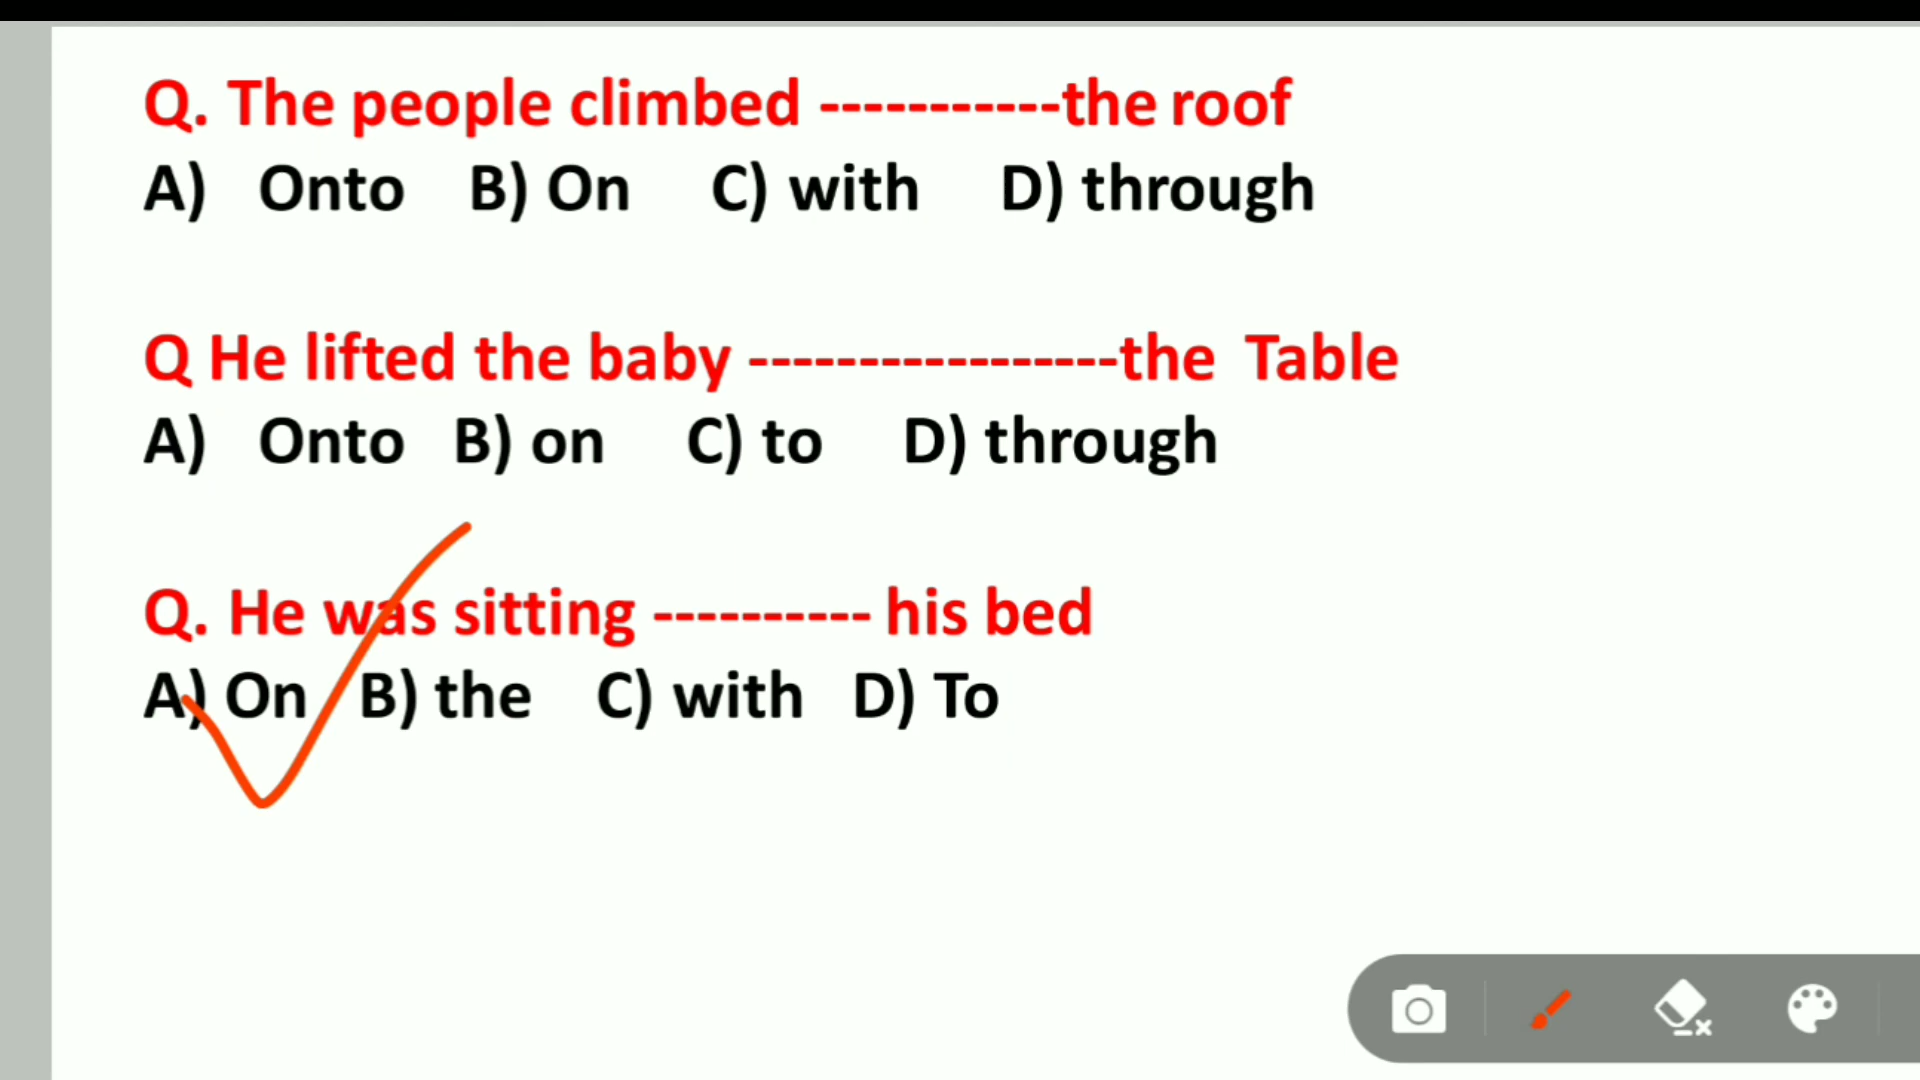 Q. The people climbed -----------the roof
A) Onto B) On C) with D) through
Q He lifted the baby -----------------the Table
A) Onto B) on C) to D) through
Q. He was sitting ---------- his bed
A) On B) the C) with D) To